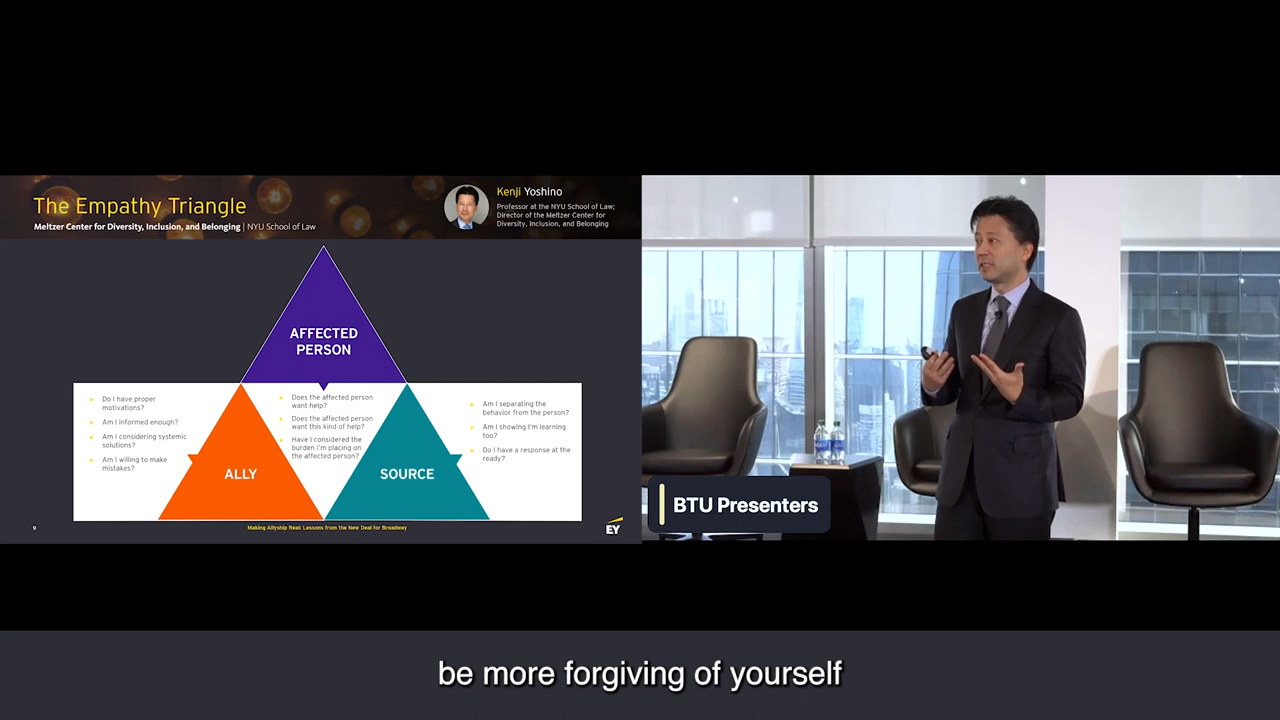 The Empathy Triangle
Meltzer Center for Diversity, Inclusion, and Belonging | NYU School of Law
Kenji Yoshino
Professor at the NYU School of Law;
Director of the Meltzer Center for
Diversity, Inclusion, and Belonging
AFFECTED
PERSON
Do I have proper
motivations?
Am I informed enough?
Am I considering systemic
solutions?
Am I willing to make
mistakes?
ALLY
Does the affected person
want help?
Does the affected person
want this kind of help?
Have I considered the
burden I'm placing on
the affected person?
SOURCE
Am I separating the
behavior from the person?
Am I showing I'm learning
too?
Do I have a response at the
ready?
9
Making Allyship Real: Lessons from the New Deal for Broadway
EY
BTU Presenters
be more forgiving of yourself